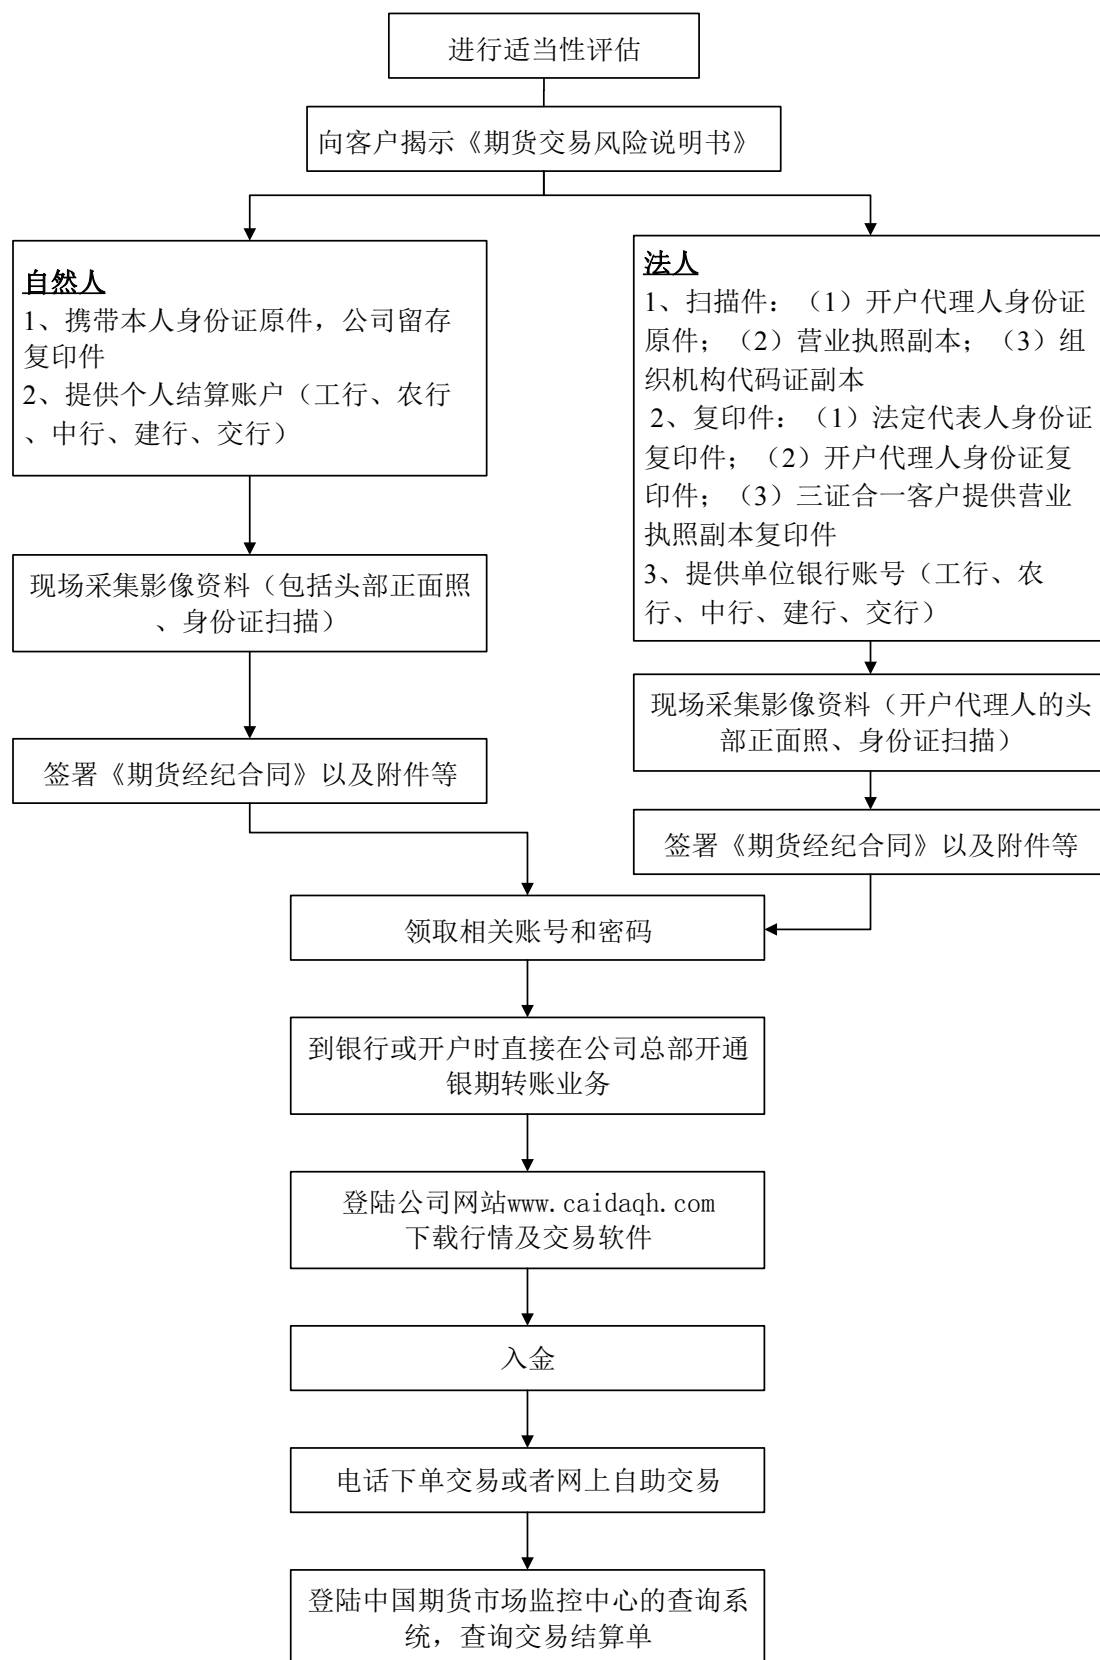 进行适当性评估
向客户揭示《期货交易风险说明书》
自然人
1、携带本人身份证原件，公司留存
复印件
2、提供个人结算账户（工行、农行
、中行、建行、交行）
现场采集影像资料（包括头部正面照
、身份证扫描）
签署《期货经纪合同》以及附件等
法人
1、扫描件：（1）开户代理人身份证
原件；（2）营业执照副本；（3）组
织机构代码证副本
2、复印件：（1）法定代表人身份证
复印件；（2）开户代理人身份证复
印件；（3）三证合一客户提供营业
执照副本复印件
3、提供单位银行账号（工行、农
行、中行、建行、交行）
现场采集影像资料（开户代理人的头
部正面照、身份证扫描）
签署《期货经纪合同》以及附件等
领取相关账号和密码
到银行或开户时直接在公司总部开通
银期转账业务
登陆公司网站www.caidaqh.com
下载行情及交易软件
入金
电话下单交易或者网上自助交易
登陆中国期货市场监控中心的查询系
统，查询交易结算单